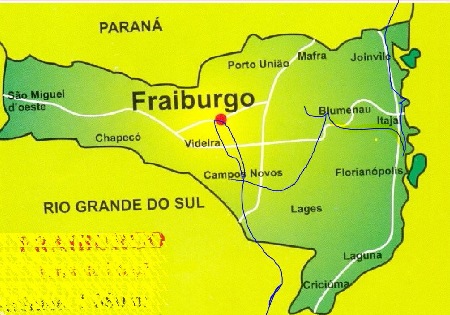 PARANÁ
Porto União
Mafra
Joinvile
São Miguel
d'oeste
Fraiburgo
Blumenau
Itajaí
Chapecó
Videira
Campos Novos
Florianópolis
RIO GRANDE DO SUL
Lages
Laguna
Criciúma